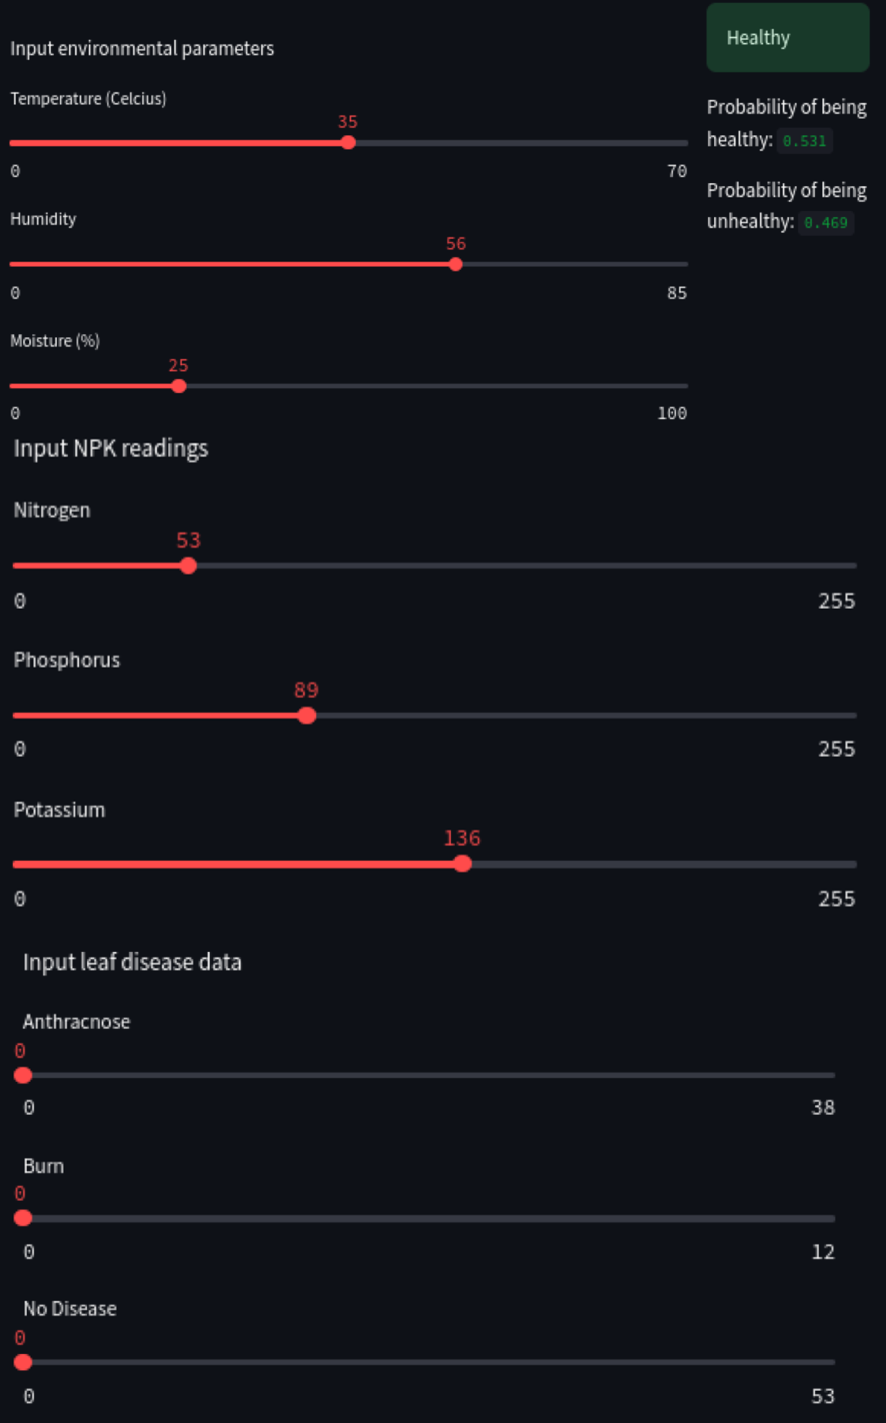 Input environmental parameters
Temperature (Celcius)
35
0 70
Humidity
56
0 85
Moisture (%)
25
0 100
Healthy
Probability of being
healthy: 0.531
Probability of being
unhealthy: 0.469
Input NPK readings
Nitrogen
53
0 255
Phosphorus
89
0 255
Potassium
136
0 255
Input leaf disease data
Anthracnose
0
0 38
Burn
0
0 12
No Disease
0
0 53